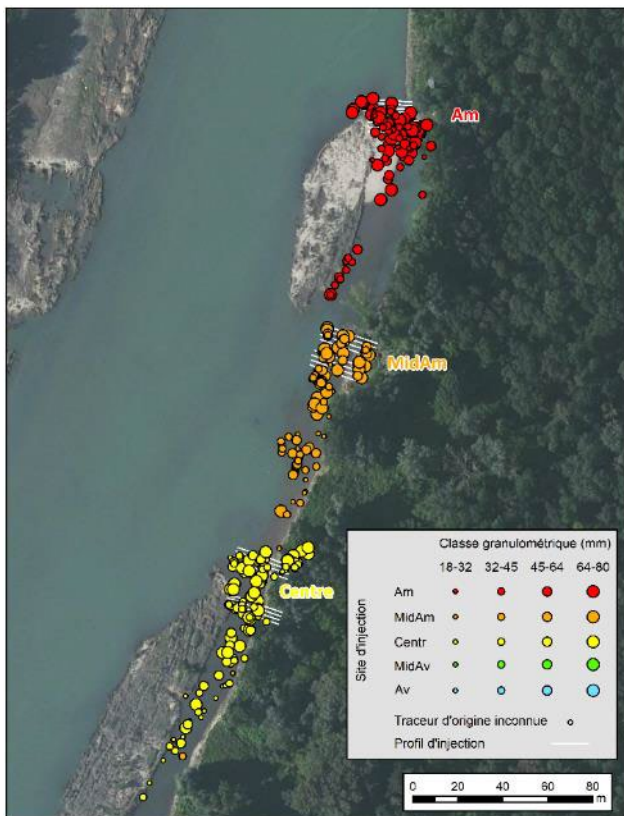 Am
MidAm
Centre
Classe granulométrique (mm)
18-32 32-45 45-64 64-80
Site d'injection
Am
MidAm
Centr
MidAv
Av
Traceur d'origine inconnue
Profil d'injection
0 20 40 60 80
m